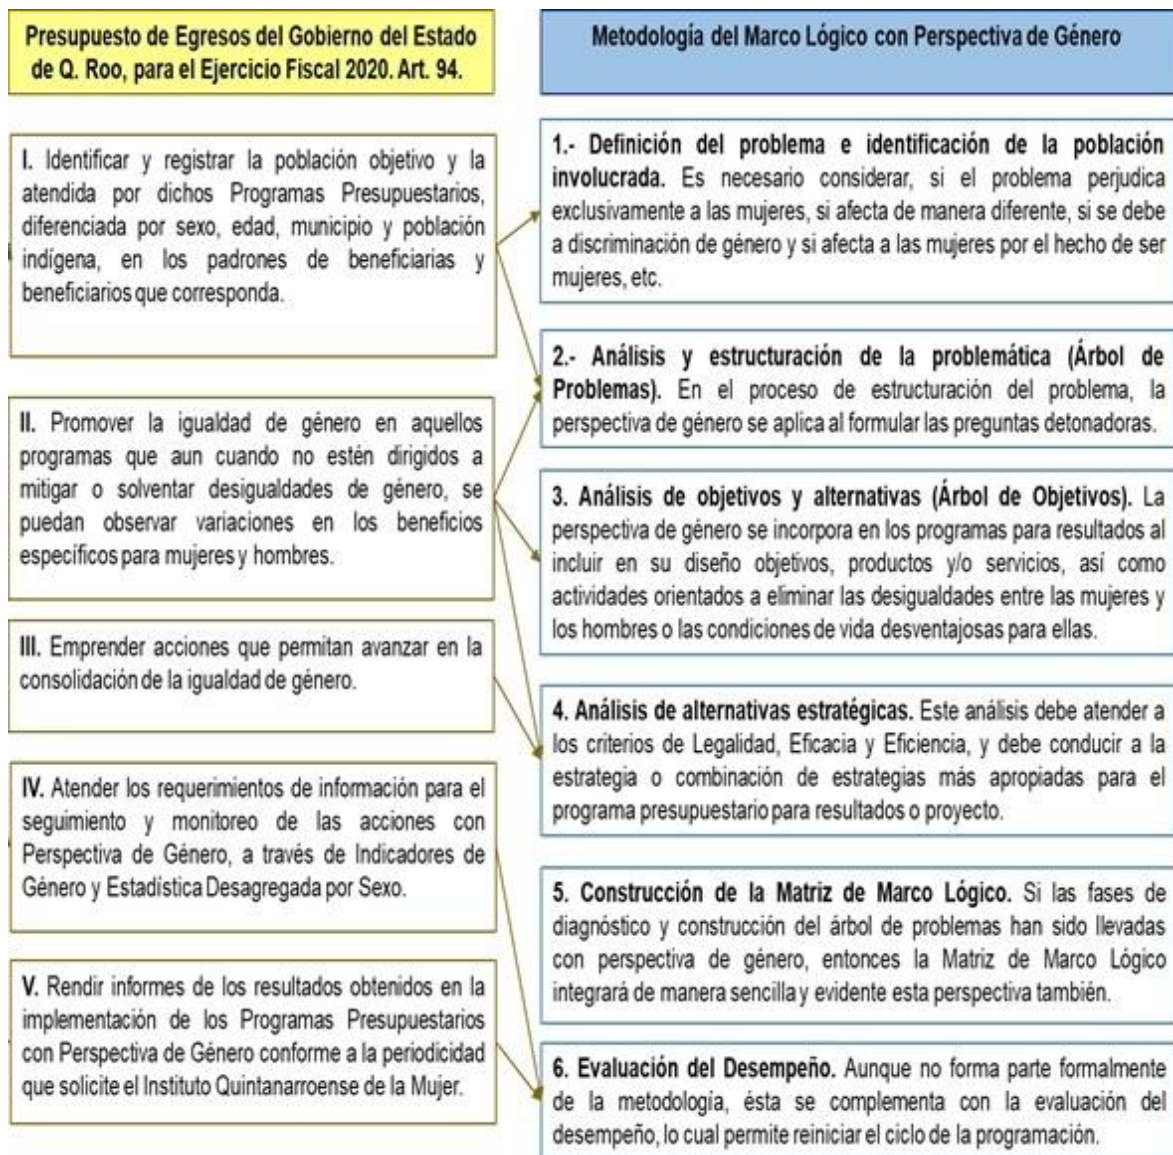 Presupuesto de Egresos del Gobierno del Estado
de Q. Roo, para el Ejercicio Fiscal 2020. Art. 94.
I. Identificar y registrar la población objetivo y la
atendida por dichos Programas Presupuestarios,
diferenciada por sexo, edad, municipio y población
indígena, en los padrones de beneficiarias y
beneficiarios que corresponda.
II. Promover la igualdad de género en aquellos
programas que aun cuando no estén dirigidos a
mitigar o solventar desigualdades de género, se
puedan observar variaciones en los beneficios
específicos para mujeres y hombres.
III. Emprender acciones que permitan avanzar en la
consolidación de la igualdad de género.
IV. Atender los requerimientos de información para el
seguimiento y monitoreo de las acciones con
Perspectiva de Género, a través de Indicadores de
Género y Estadística Desagregada por Sexo.
V. Rendir informes de los resultados obtenidos en la
implementación de los Programas Presupuestarios
con Perspectiva de Género conforme a la periodicidad
que solicite el Instituto Quintanarroense de la Mujer.
Metodología del Marco Lógico con Perspectiva de Género
1.- Definición del problema e identificación de la población
involucrada. Es necesario considerar, si el problema perjudica
exclusivamente a las mujeres, si afecta de manera diferente, si se debe
a discriminación de género y si afecta a las mujeres por el hecho de ser
mujeres, etc.
2.- Análisis y estructuración de la problemática (Árbol de
Problemas). En el proceso de estructuración del problema, la
perspectiva de género se aplica al formular las preguntas detonadoras.
3. Análisis de objetivos y alternativas (Árbol de Objetivos). La
perspectiva de género se incorpora en los programas para resultados al
incluir en su diseño objetivos, productos y/o servicios, así como
actividades orientados a eliminar las desigualdades entre las mujeres y
los hombres o las condiciones de vida desventajosas para ellas.
4. Análisis de alternativas estratégicas. Este análisis debe atender a
los criterios de Legalidad, Eficacia y Eficiencia, y debe conducir a la
estrategia o combinación de estrategias más apropiadas para el
programa presupuestario para resultados o proyecto.
5. Construcción de la Matriz de Marco Lógico. Si las fases de
diagnóstico y construcción del árbol de problemas han sido llevadas
con perspectiva de género, entonces la Matriz de Marco Lógico
integrará de manera sencilla y evidente esta perspectiva también.
6. Evaluación del Desempeño. Aunque no forma parte formalmente
de la metodología, ésta se complementa con la evaluación del
desempeño, lo cual permite reiniciar el ciclo de la programación.